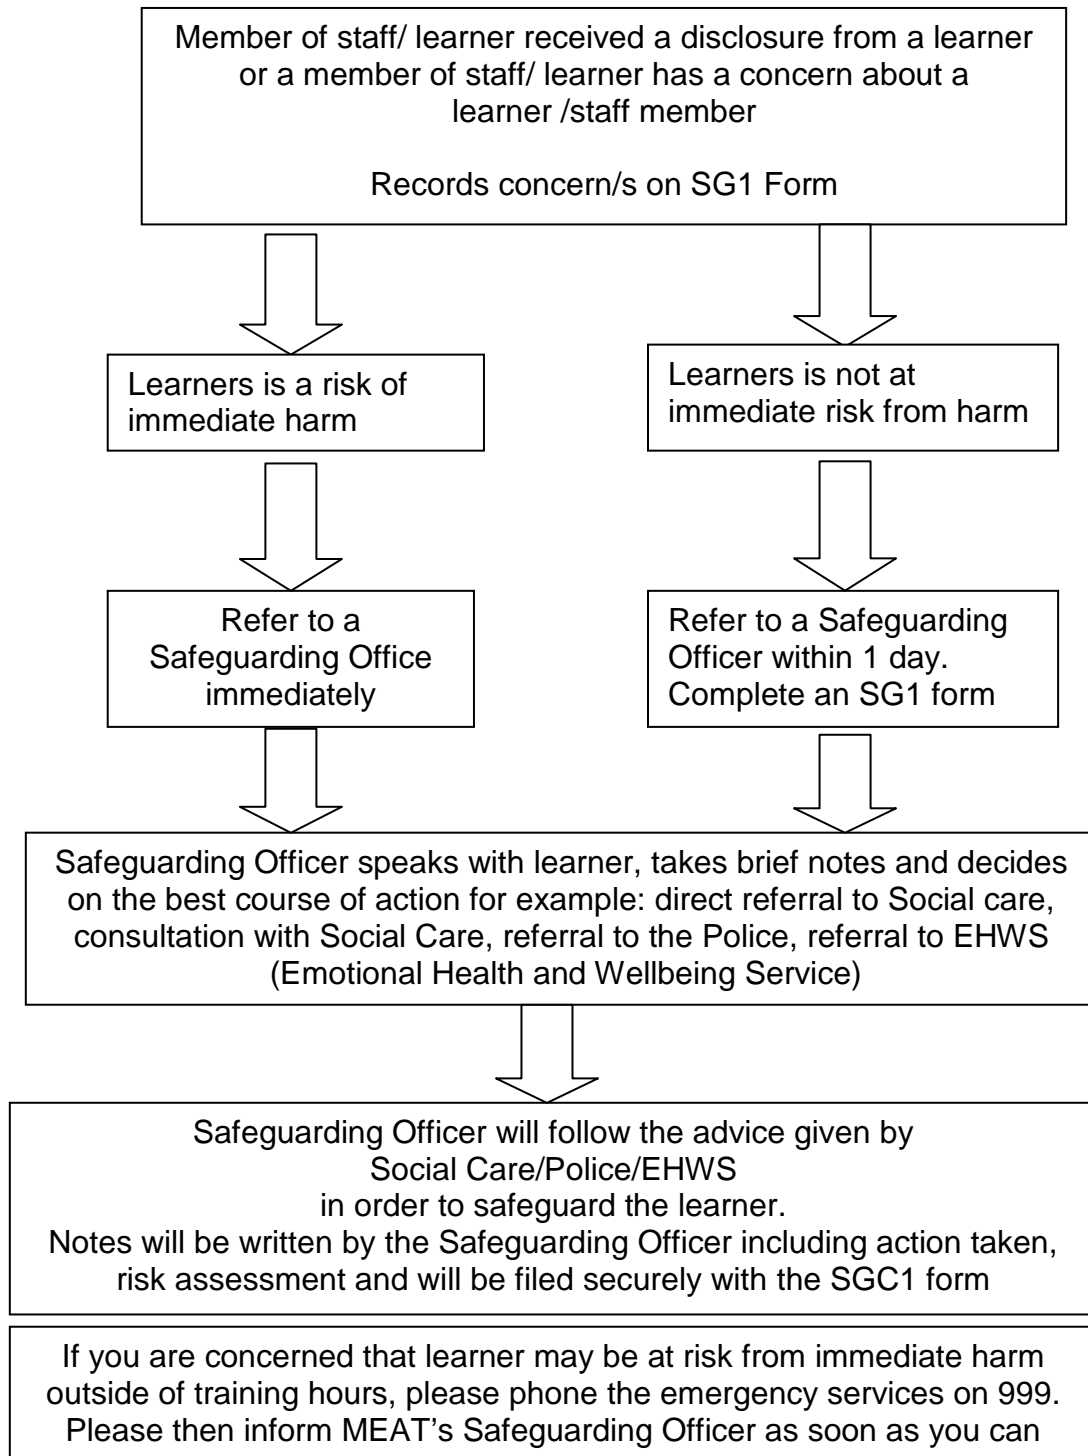 Member of staff/ learner received a disclosure from a learner
or a member of staff/ learner has a concern about a
learner /staff member
Records concern/s on SG1 Form
Learners is a risk of
immediate harm
Learners is not at
immediate risk from harm
Refer to a
Safeguarding Office
immediately
Refer to a Safeguarding
Officer within 1 day.
Complete an SG1 form
Safeguarding Officer speaks with learner, takes brief notes and decides
on the best course of action for example: direct referral to Social care,
consultation with Social Care, referral to the Police, referral to EHWS
(Emotional Health and Wellbeing Service)
Safeguarding Officer will follow the advice given by
Social Care/Police/EHWS
in order to safeguard the learner.
Notes will be written by the Safeguarding Officer including action taken,
risk assessment and will be filed securely with the SGC1 form
If you are concerned that learner may be at risk from immediate harm
outside of training hours, please phone the emergency services on 999.
Please then inform MEAT's Safeguarding Officer as soon as you can